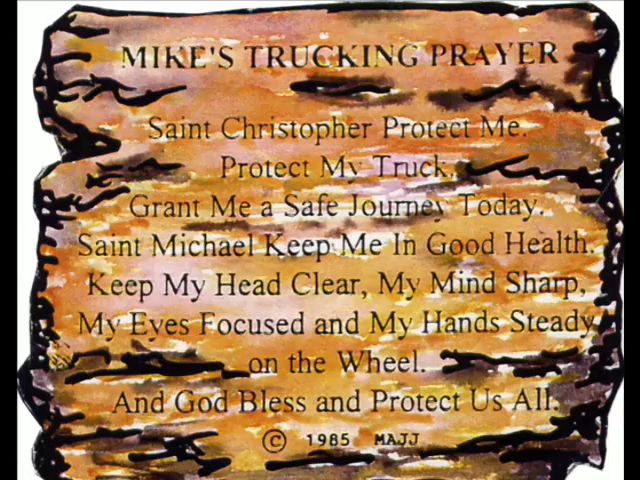 MIKE'S TRUCKING PRAYER
Saint Christopher Protect Me.
Protect My Truck.
Grant Me a Safe Journey Today.
Saint Michael Keep Me In Good Health.
Keep My Head Clear, My Mind Sharp,
My Eyes Focused and My Hands Steady
on the Wheel.
And God Bless and Protect Us All.
© 1985 MAJJ